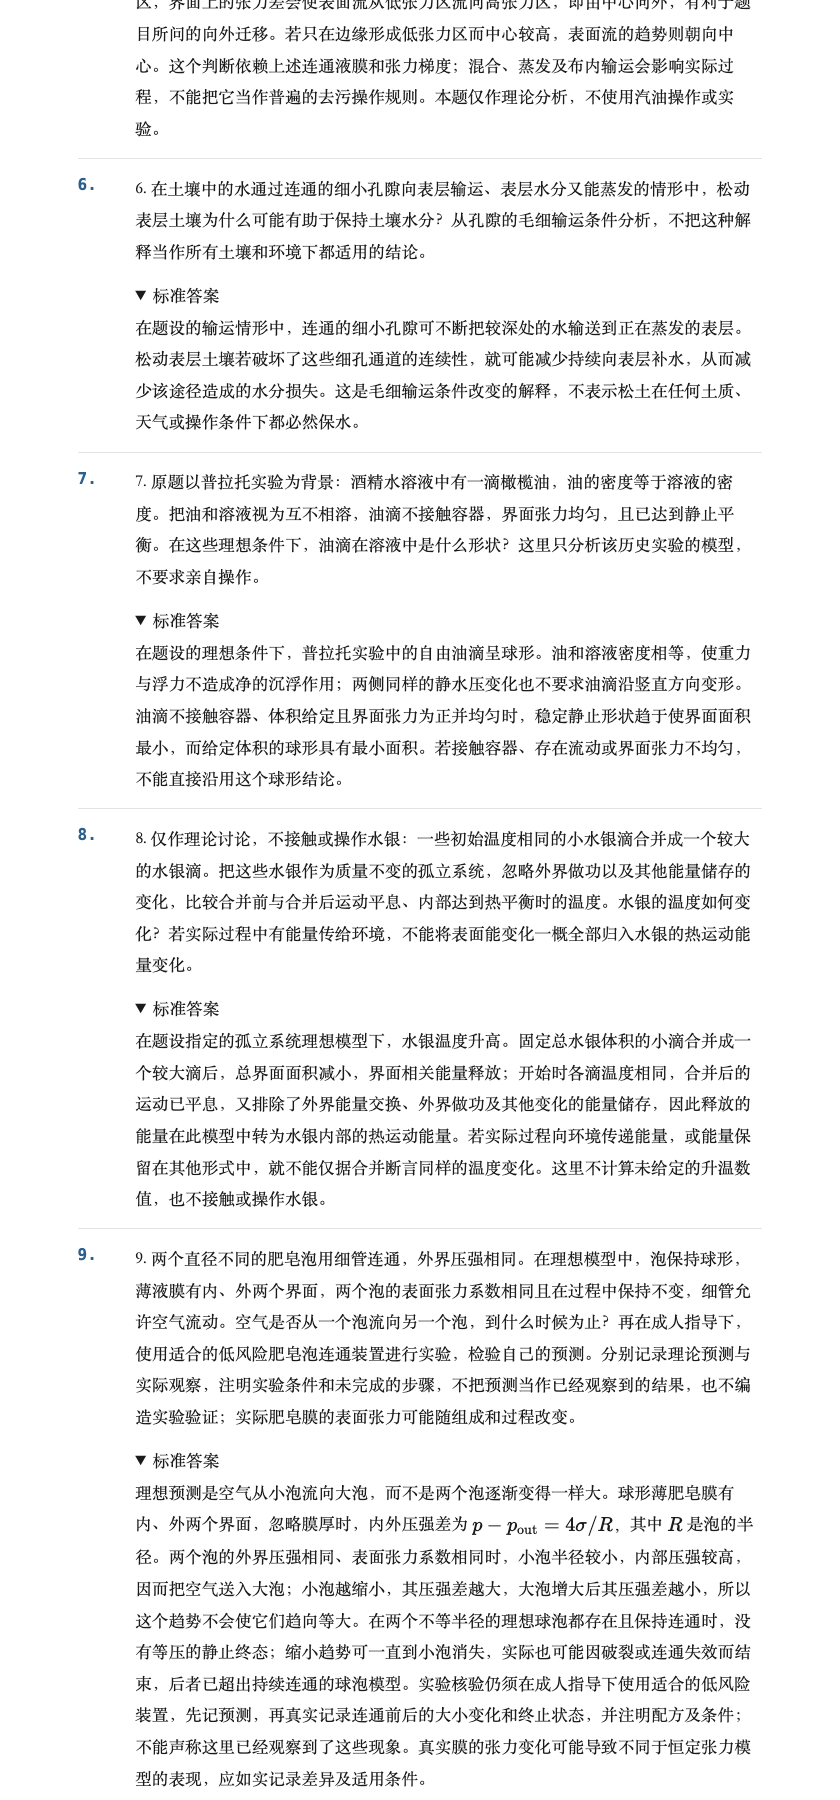 区，界面上的张力差会使表面流从低张力区流向高张力区，即由中心向外，有利于题
目所问的向外迁移。若只在边缘形成低张力区而中心较高，表面流的趋势则朝向中
心。这个判断依赖上述连通液膜和张力梯度；混合、蒸发及布内输运会影响实际过
程，不能把它当作普遍的去污操作规则。本题仅作理论分析，不使用汽油操作或实
验。
6. 6. 在土壤中的水通过连通的细小孔隙向表层输运、表层水分又能蒸发的情形中，松动
表层土壤为什么可能有助于保持土壤水分？从孔隙的毛细输运条件分析，不把这种解
释当作所有土壤和环境下都适用的结论。
▼ 标准答案
在题设的输运情形中，连通的细小孔隙可不断把较深处的水输送到正在蒸发的表层。
松动表层土壤若破坏了这些细孔通道的连续性，就可能减少持续向表层补水，从而减
少该途径造成的水分损失。这是毛细输运条件改变的解释，不表示松土在任何土质、
天气或操作条件下都必然保水。
7. 7. 原题以普拉托实验为背景：酒精水溶液中有一滴橄榄油，油的密度等于溶液的密
度。把油和溶液视为互不相溶，油滴不接触容器，界面张力均匀，且已达到静止平
衡。在这些理想条件下，油滴在溶液中是什么形状？这里只分析该历史实验的模型，
不要求亲自操作。
▼ 标准答案
在题设的理想条件下，普拉托实验中的自由油滴呈球形。油和溶液密度相等，使重力
与浮力不造成净的沉浮作用；两侧同样的静水压变化也不要求油滴沿竖直方向变形。
油滴不接触容器、体积给定且界面张力为正并均匀时，稳定静止形状趋于使界面面积
最小，而给定体积的球形具有最小面积。若接触容器、存在流动或界面张力不均匀，
不能直接沿用这个球形结论。
8. 8. 仅作理论讨论，不接触或操作水银：一些初始温度相同的小水银滴合并成一个较大
的水银滴。把这些水银作为质量不变的孤立系统，忽略外界做功以及其他能量储存的
变化，比较合并前与合并后运动平息、内部达到热平衡时的温度。水银的温度如何变
化？若实际过程中有能量传给环境，不能将表面能变化一概全部归入水银的热运动能
量变化。
▼ 标准答案
在题设指定的孤立系统理想模型下，水银温度升高。固定总水银体积的小滴合并成一
个较大滴后，总界面面积减小，界面相关能量释放；开始时各滴温度相同，合并后的
运动已平息，又排除了外界能量交换、外界做功及其他变化的能量储存，因此释放的
能量在此模型中转为水银内部的热运动能量。若实际过程向环境传递能量，或能量保
留在其他形式中，就不能仅据合并断言同样的温度变化。这里不计算未给定的升温数
值，也不接触或操作水银。
9. 9. 两个直径不同的肥皂泡用细管连通，外界压强相同。在理想模型中，泡保持球形，
薄液膜有内、外两个界面，两个泡的表面张力系数相同且在过程中保持不变，细管允
许空气流动。空气是否从一个泡流向另一个泡，到什么时候为止？再在成人指导下，
使用适合的低风险肥皂泡连通装置进行实验，检验自己的预测。分别记录理论预测与
实际观察，注明实验条件和未完成的步骤，不把预测当作已经观察到的结果，也不编
造实验验证；实际肥皂膜的表面张力可能随组成和过程改变。
▼ 标准答案
理想预测是空气从小泡流向大泡，而不是两个泡逐渐变得一样大。球形薄肥皂膜有
内、外两个界面，忽略膜厚时，内外压强差为 p − p_out = 4σ/R，其中 R 是泡的半
径。两个泡的外界压强相同、表面张力系数相同时，小泡半径较小，内部压强较高，
因而把空气送入大泡；小泡越缩小，其压强差越大，大泡增大后其压强差越小，所以
这个趋势不会使它们趋向等大。在两个不等半径的理想球泡都存在且保持连通时，没
有等压的静止终态；缩小趋势可一直到小泡消失，实际也可能因破裂或连通失效而结
束，后者已超出持续连通的球泡模型。实验核验仍须在成人指导下使用适合的低风险
装置，先记预测，再真实记录连通前后的大小变化和终止状态，并注明配方及条件；
不能声称这里已经观察到了这些现象。真实膜的张力变化可能导致不同于恒定张力模
型的表现，应如实记录差异及适用条件。